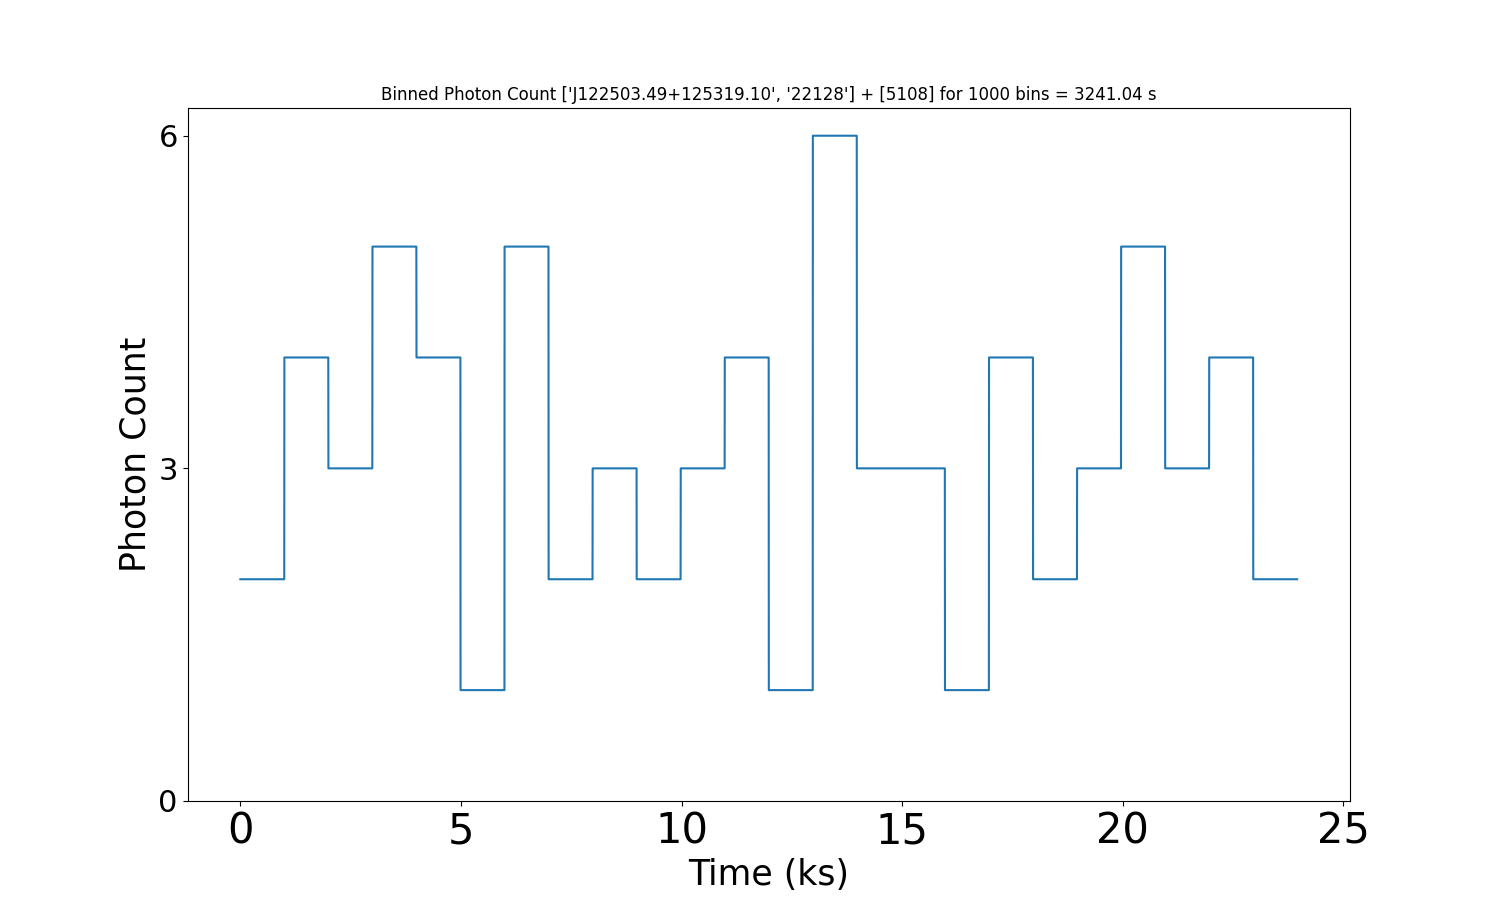 Binned Photon Count ['J122503.49+125319.10', '22128'] + [5108] for 1000 bins = 3241.04 s
6
3
0
Photon Count
0 5 10 15 20 25
Time (ks)